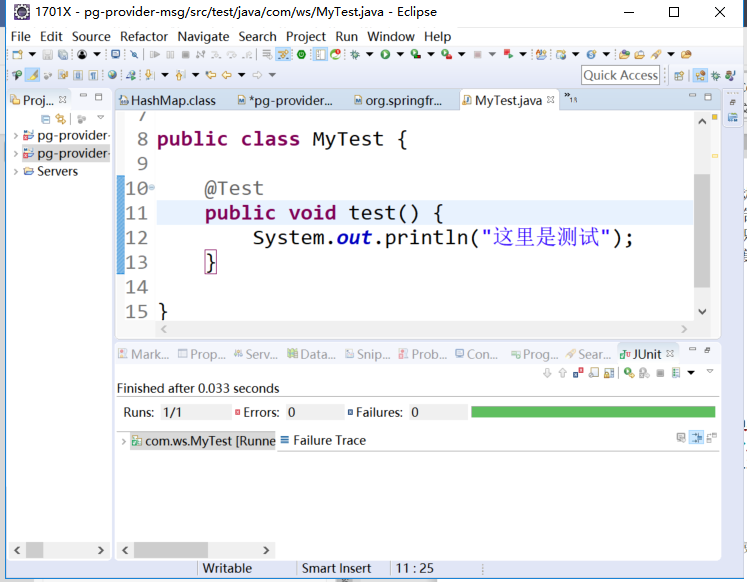 1701X - pg-provider-msg/src/test/java/com/ws/MyTest.java - Eclipse
File Edit Source Refactor Navigate Search Project Run Window Help
Quick Access
Proj...
HashMap.class *pg-provider... org.springfr... MyTest.java
pg-provider-
pg-provider-
Servers
7
8 public class MyTest {
9
10 @Test
11 public void test() {
12 System.out.println("这里是测试");
13 }
14
15 }
Mark... Prop... Serv... Data... Snip... Prob... Con... Prog... Sear... JUnit
Finished after 0.033 seconds
Runs: 1/1 Errors: 0 Failures: 0
com.ws.MyTest [Runne Failure Trace
Writable Smart Insert 11 : 25